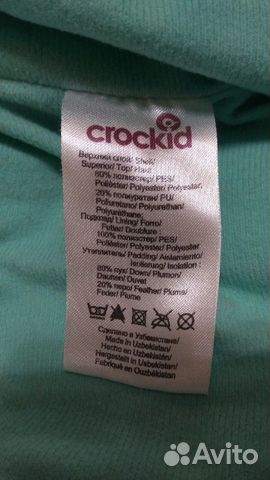 crockid
Верхний слой/ Shell/
Superior/ Top/ Haut
80% полиэстер/ PES/
Poliéster/ Polyester/ Polyester,
20% полиуретан/ PU/
Poliuretano/ Polyurethan/
Polyuréthane;
Подклад/ Lining/ Forro/
Futter/ Doublure :
100% полиэстер/ PES/
Poliéster/ Polyester/ Polyester
Утеплитель/ Padding/ Aislamiento/
Isolierung/ Isolation :
80% пух/ Down/ Plumón/
Daunen/ Duvet
20% перо/ Feather/ Pluma/
Feder/ Plume
Сделано в Узбекистане/
Made in Uzbekistan/
Hecho en Uzbekistán/
Hergestellt in Usbekistan/
Fabriqué en Ouzbékistan
Avito